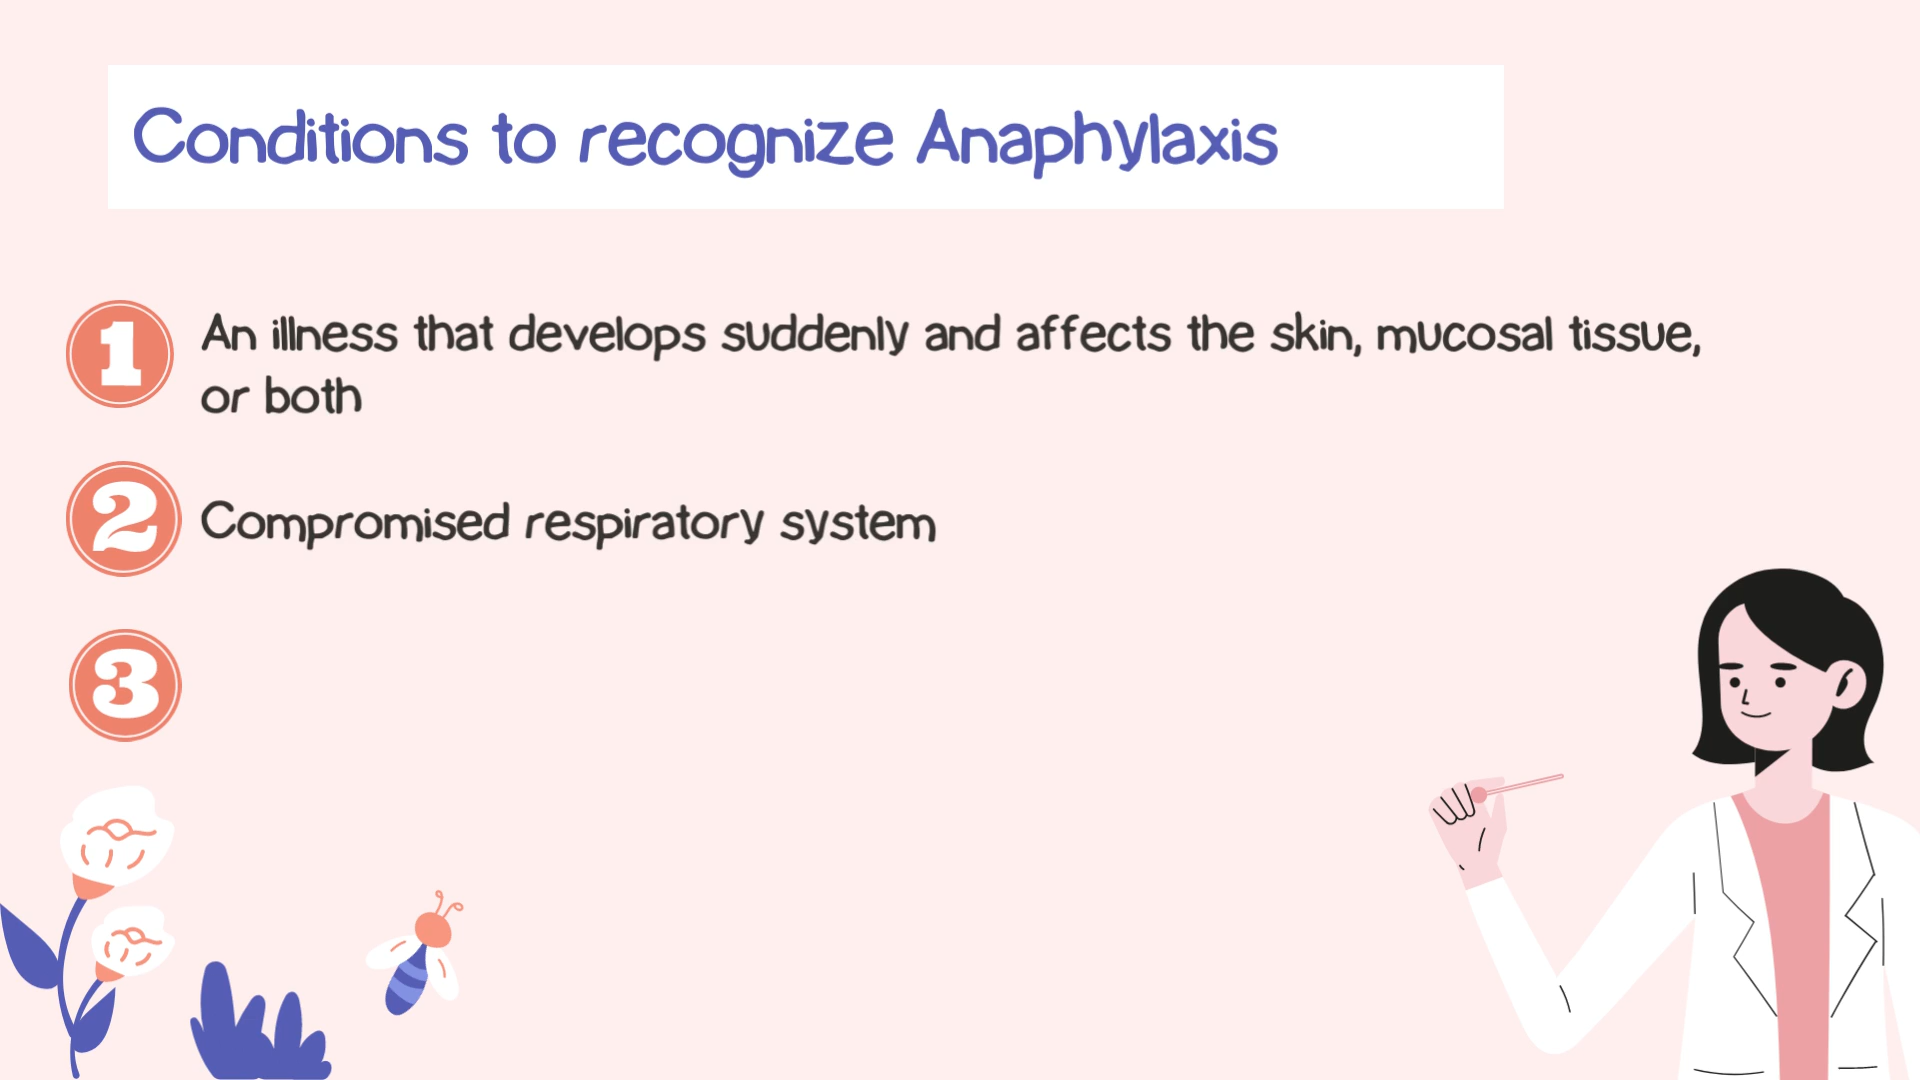 Conditions to recognize Anaphylaxis
1 An illness that develops suddenly and affects the skin, mucosal tissue,
or both
2 Compromised respiratory system
3